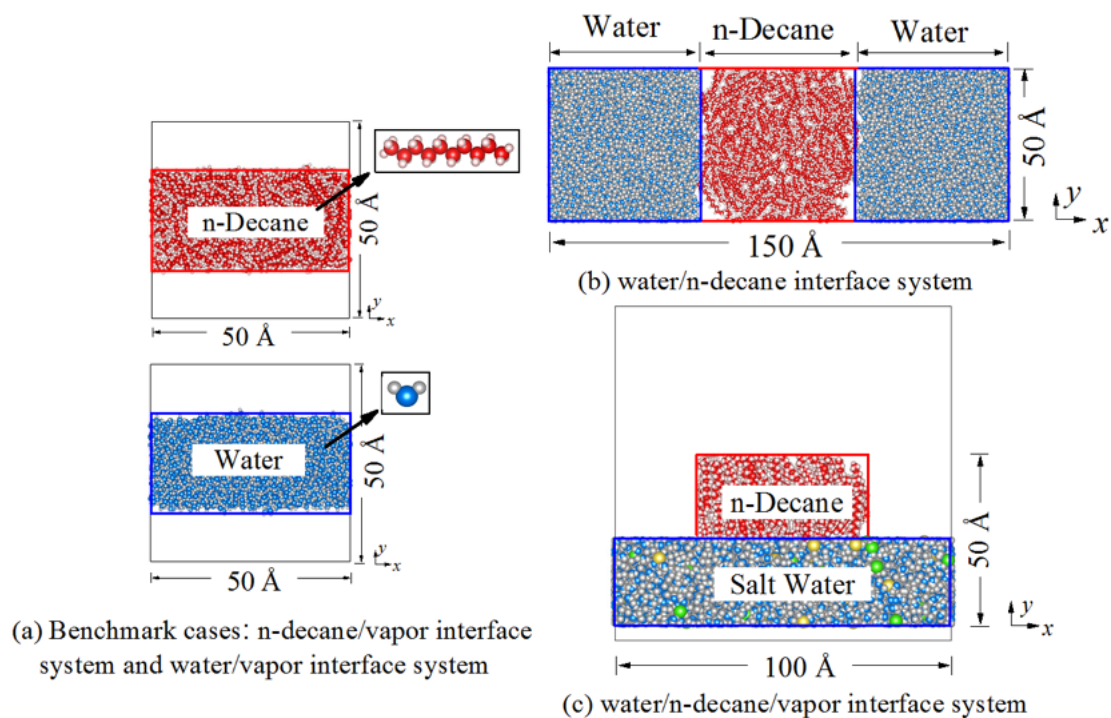 n-Decane
50 Å
y
x
50 Å
Water
50 Å
y
x
50 Å
(a) Benchmark cases: n-decane/vapor interface
system and water/vapor interface system
Water n-Decane Water
50 Å
y
x
150 Å
(b) water/n-decane interface system
n-Decane
Salt Water
50 Å
y
x
100 Å
(c) water/n-decane/vapor interface system